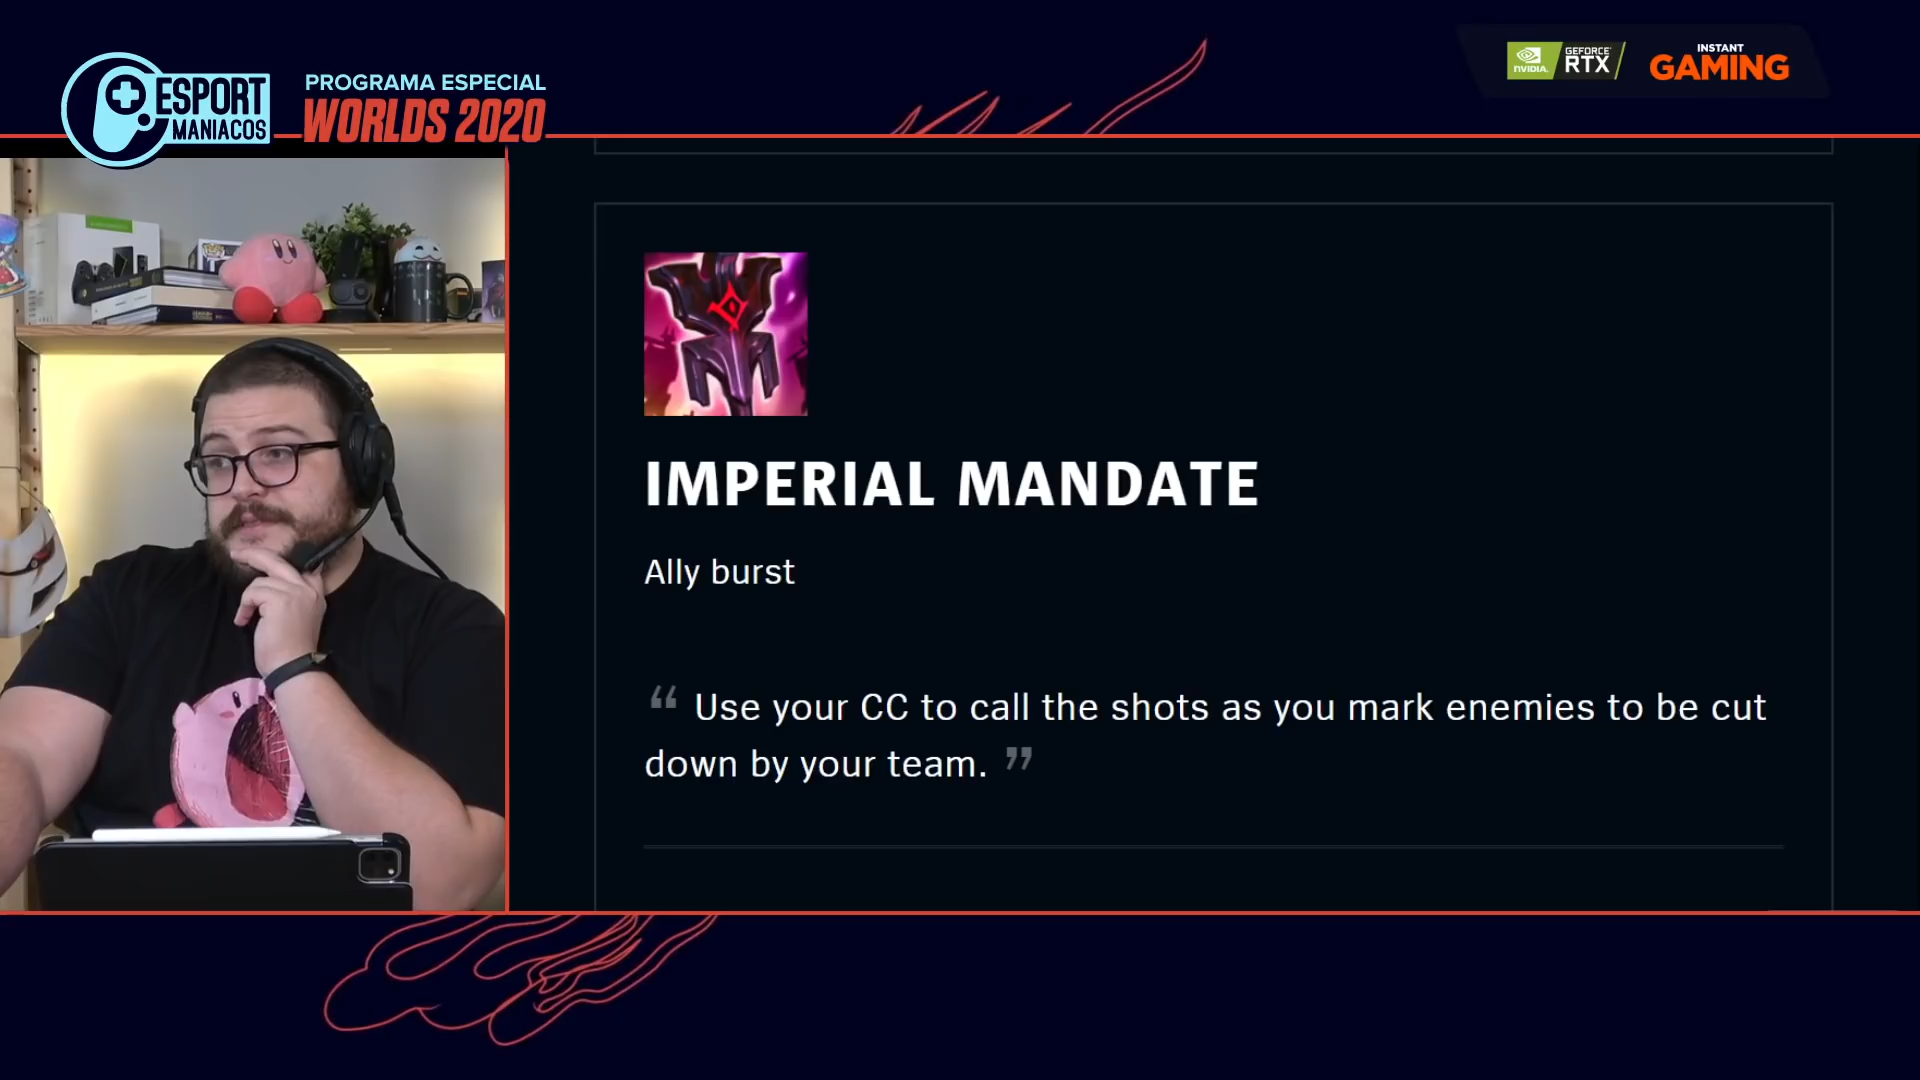 ESPORT
MANIACOS
PROGRAMA ESPECIAL
WORLDS 2020
NVIDIA.
GEFORCE
RTX
INSTANT
GAMING
IMPERIAL MANDATE
Ally burst
“ Use your CC to call the shots as you mark enemies to be cut
down by your team. ”